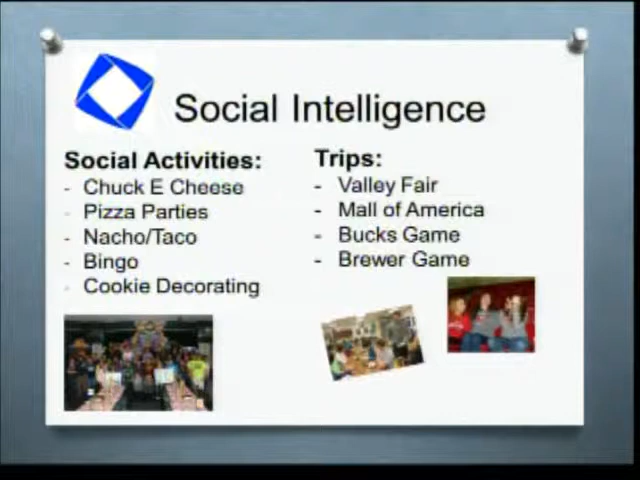 Social Intelligence
Social Activities:
- Chuck E Cheese
- Pizza Parties
- Nacho/Taco
- Bingo
- Cookie Decorating
Trips:
- Valley Fair
- Mall of America
- Bucks Game
- Brewer Game